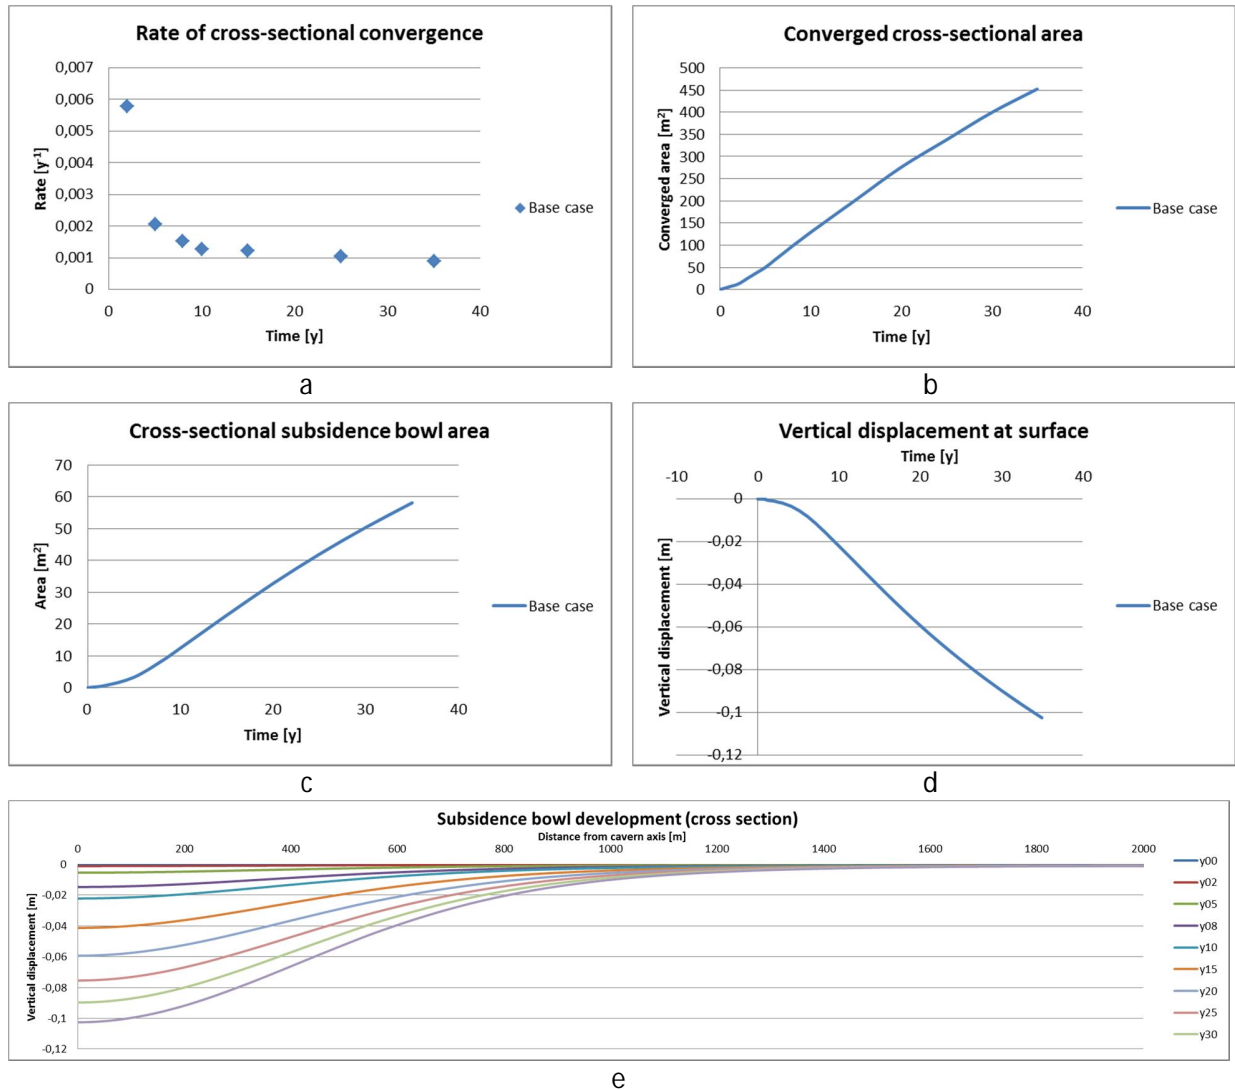 Rate of cross-sectional convergence
0,007
0,006
0,005
0,004
0,003
0,002
0,001
0
Rate [y-1]
0 10 20 30 40
Time [y]
Base case
a
Converged cross-sectional area
500
450
400
350
300
250
200
150
100
50
0
Converged area [m2]
0 10 20 30 40
Time [y]
Base case
b
Cross-sectional subsidence bowl area
70
60
50
40
30
20
10
0
Area [m2]
0 10 20 30 40
Time [y]
Base case
c
Vertical displacement at surface
Time [y]
-10 0 10 20 30 40
0
-0,02
-0,04
-0,06
-0,08
-0,1
-0,12
Vertical displacement [m]
Base case
d
Subsidence bowl development (cross section)
Distance from cavern axis [m]
0 200 400 600 800 1000 1200 1400 1600 1800 2000
0
-0,02
-0,04
-0,06
-0,08
-0,1
-0,12
Vertical displacement [m]
y00
y02
y05
y08
y10
y15
y20
y25
y30
e